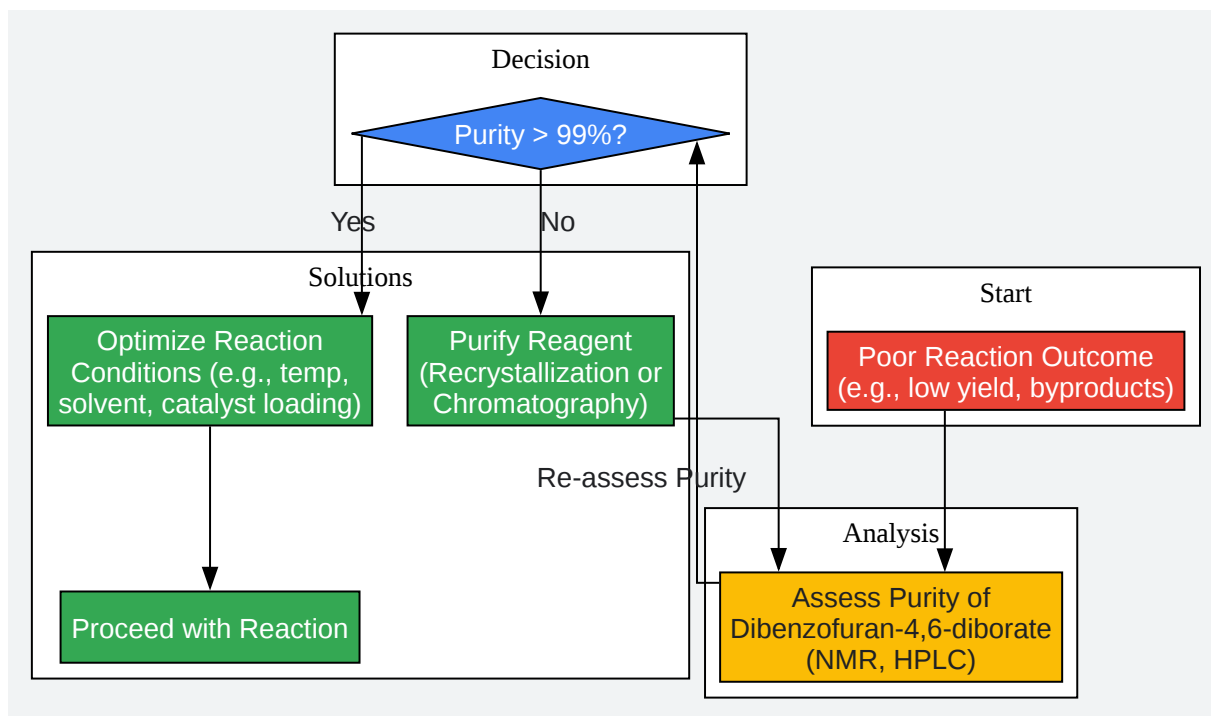 Decision
Purity > 99%?
Yes
No
Solutions
Optimize Reaction
Conditions (e.g., temp,
solvent, catalyst loading)
Purify Reagent
(Recrystallization or
Chromatography)
Start
Poor Reaction Outcome
(e.g., low yield, byproducts)
Re-assess Purity
Analysis
Assess Purity of
Dibenzofuran-4,6-diborate
(NMR, HPLC)
Proceed with Reaction